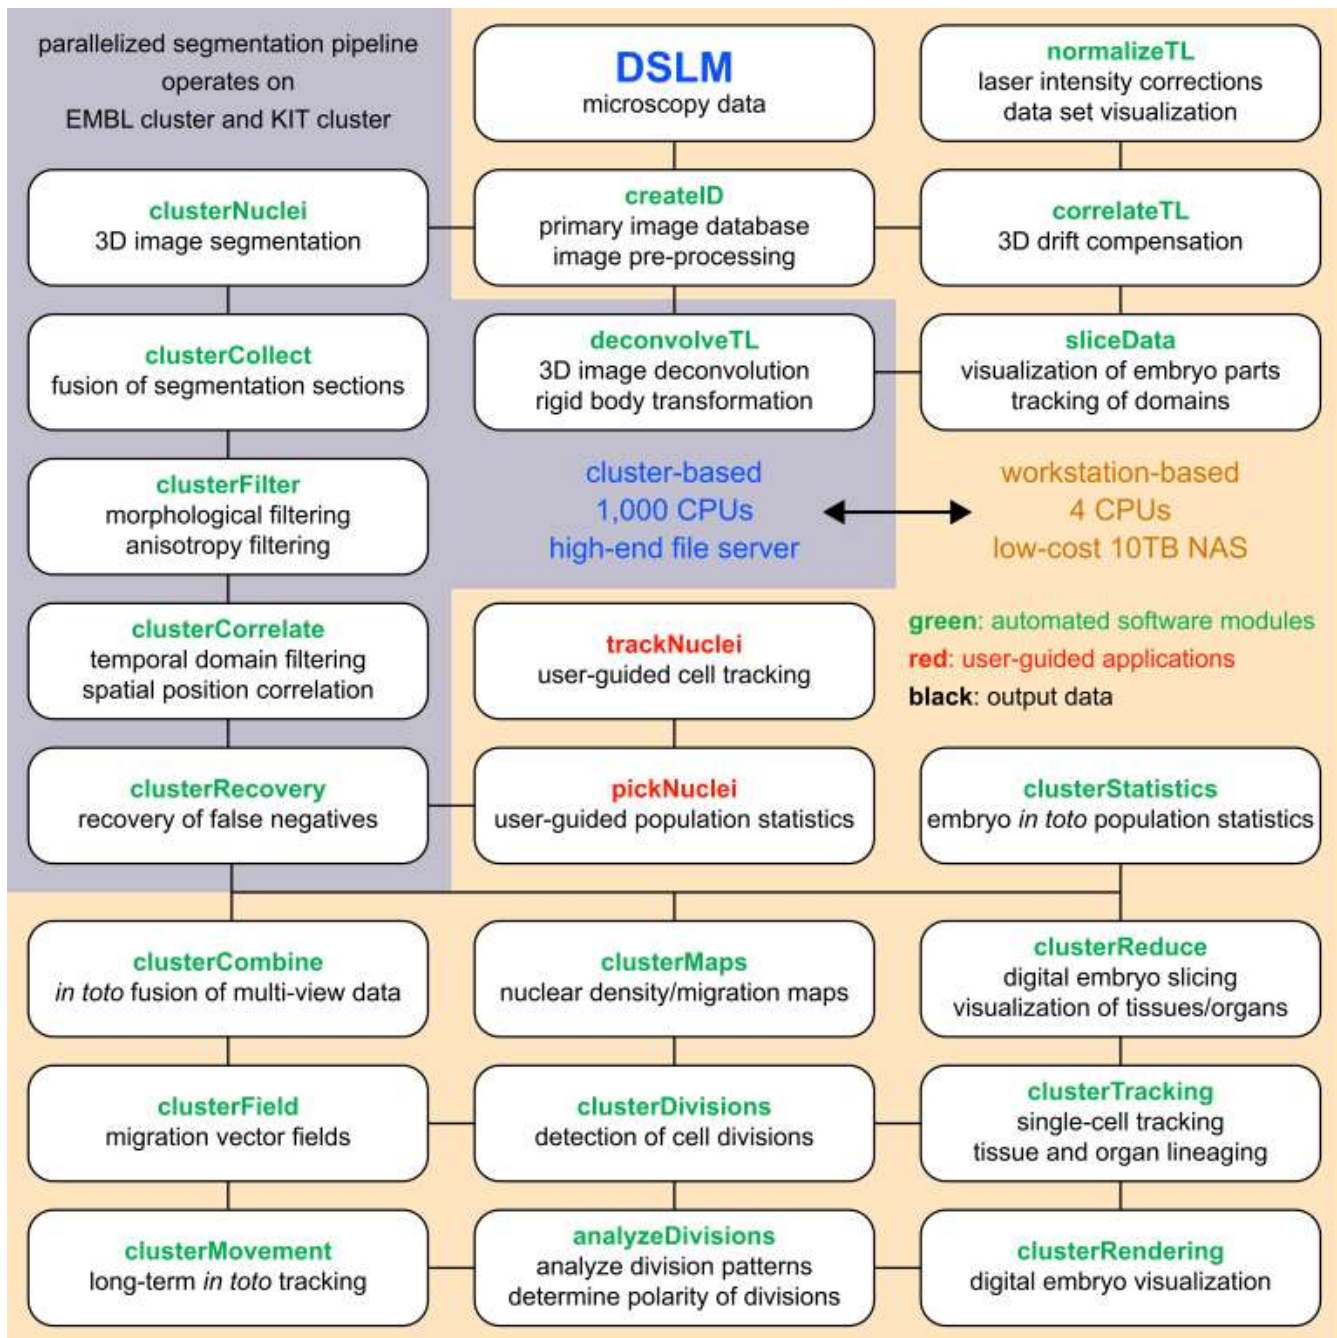 parallelized segmentation pipeline
operates on
EMBL cluster and KIT cluster
DSLM
microscopy data
normalizeTL
laser intensity corrections
data set visualization
clusterNuclei
3D image segmentation
createID
primary image database
image pre-processing
correlateTL
3D drift compensation
clusterCollect
fusion of segmentation sections
deconvolveTL
3D image deconvolution
rigid body transformation
sliceData
visualization of embryo parts
tracking of domains
clusterFilter
morphological filtering
anisotropy filtering
cluster-based
1,000 CPUs
high-end file server
workstation-based
4 CPUs
low-cost 10TB NAS
clusterCorrelate
temporal domain filtering
spatial position correlation
trackNuclei
user-guided cell tracking
green: automated software modules
red: user-guided applications
black: output data
clusterRecovery
recovery of false negatives
pickNuclei
user-guided population statistics
clusterStatistics
embryo in toto population statistics
clusterCombine
in toto fusion of multi-view data
clusterMaps
nuclear density/migration maps
clusterReduce
digital embryo slicing
visualization of tissues/organs
clusterField
migration vector fields
clusterDivisions
detection of cell divisions
clusterTracking
single-cell tracking
tissue and organ lineaging
clusterMovement
long-term in toto tracking
analyzeDivisions
analyze division patterns
determine polarity of divisions
clusterRendering
digital embryo visualization